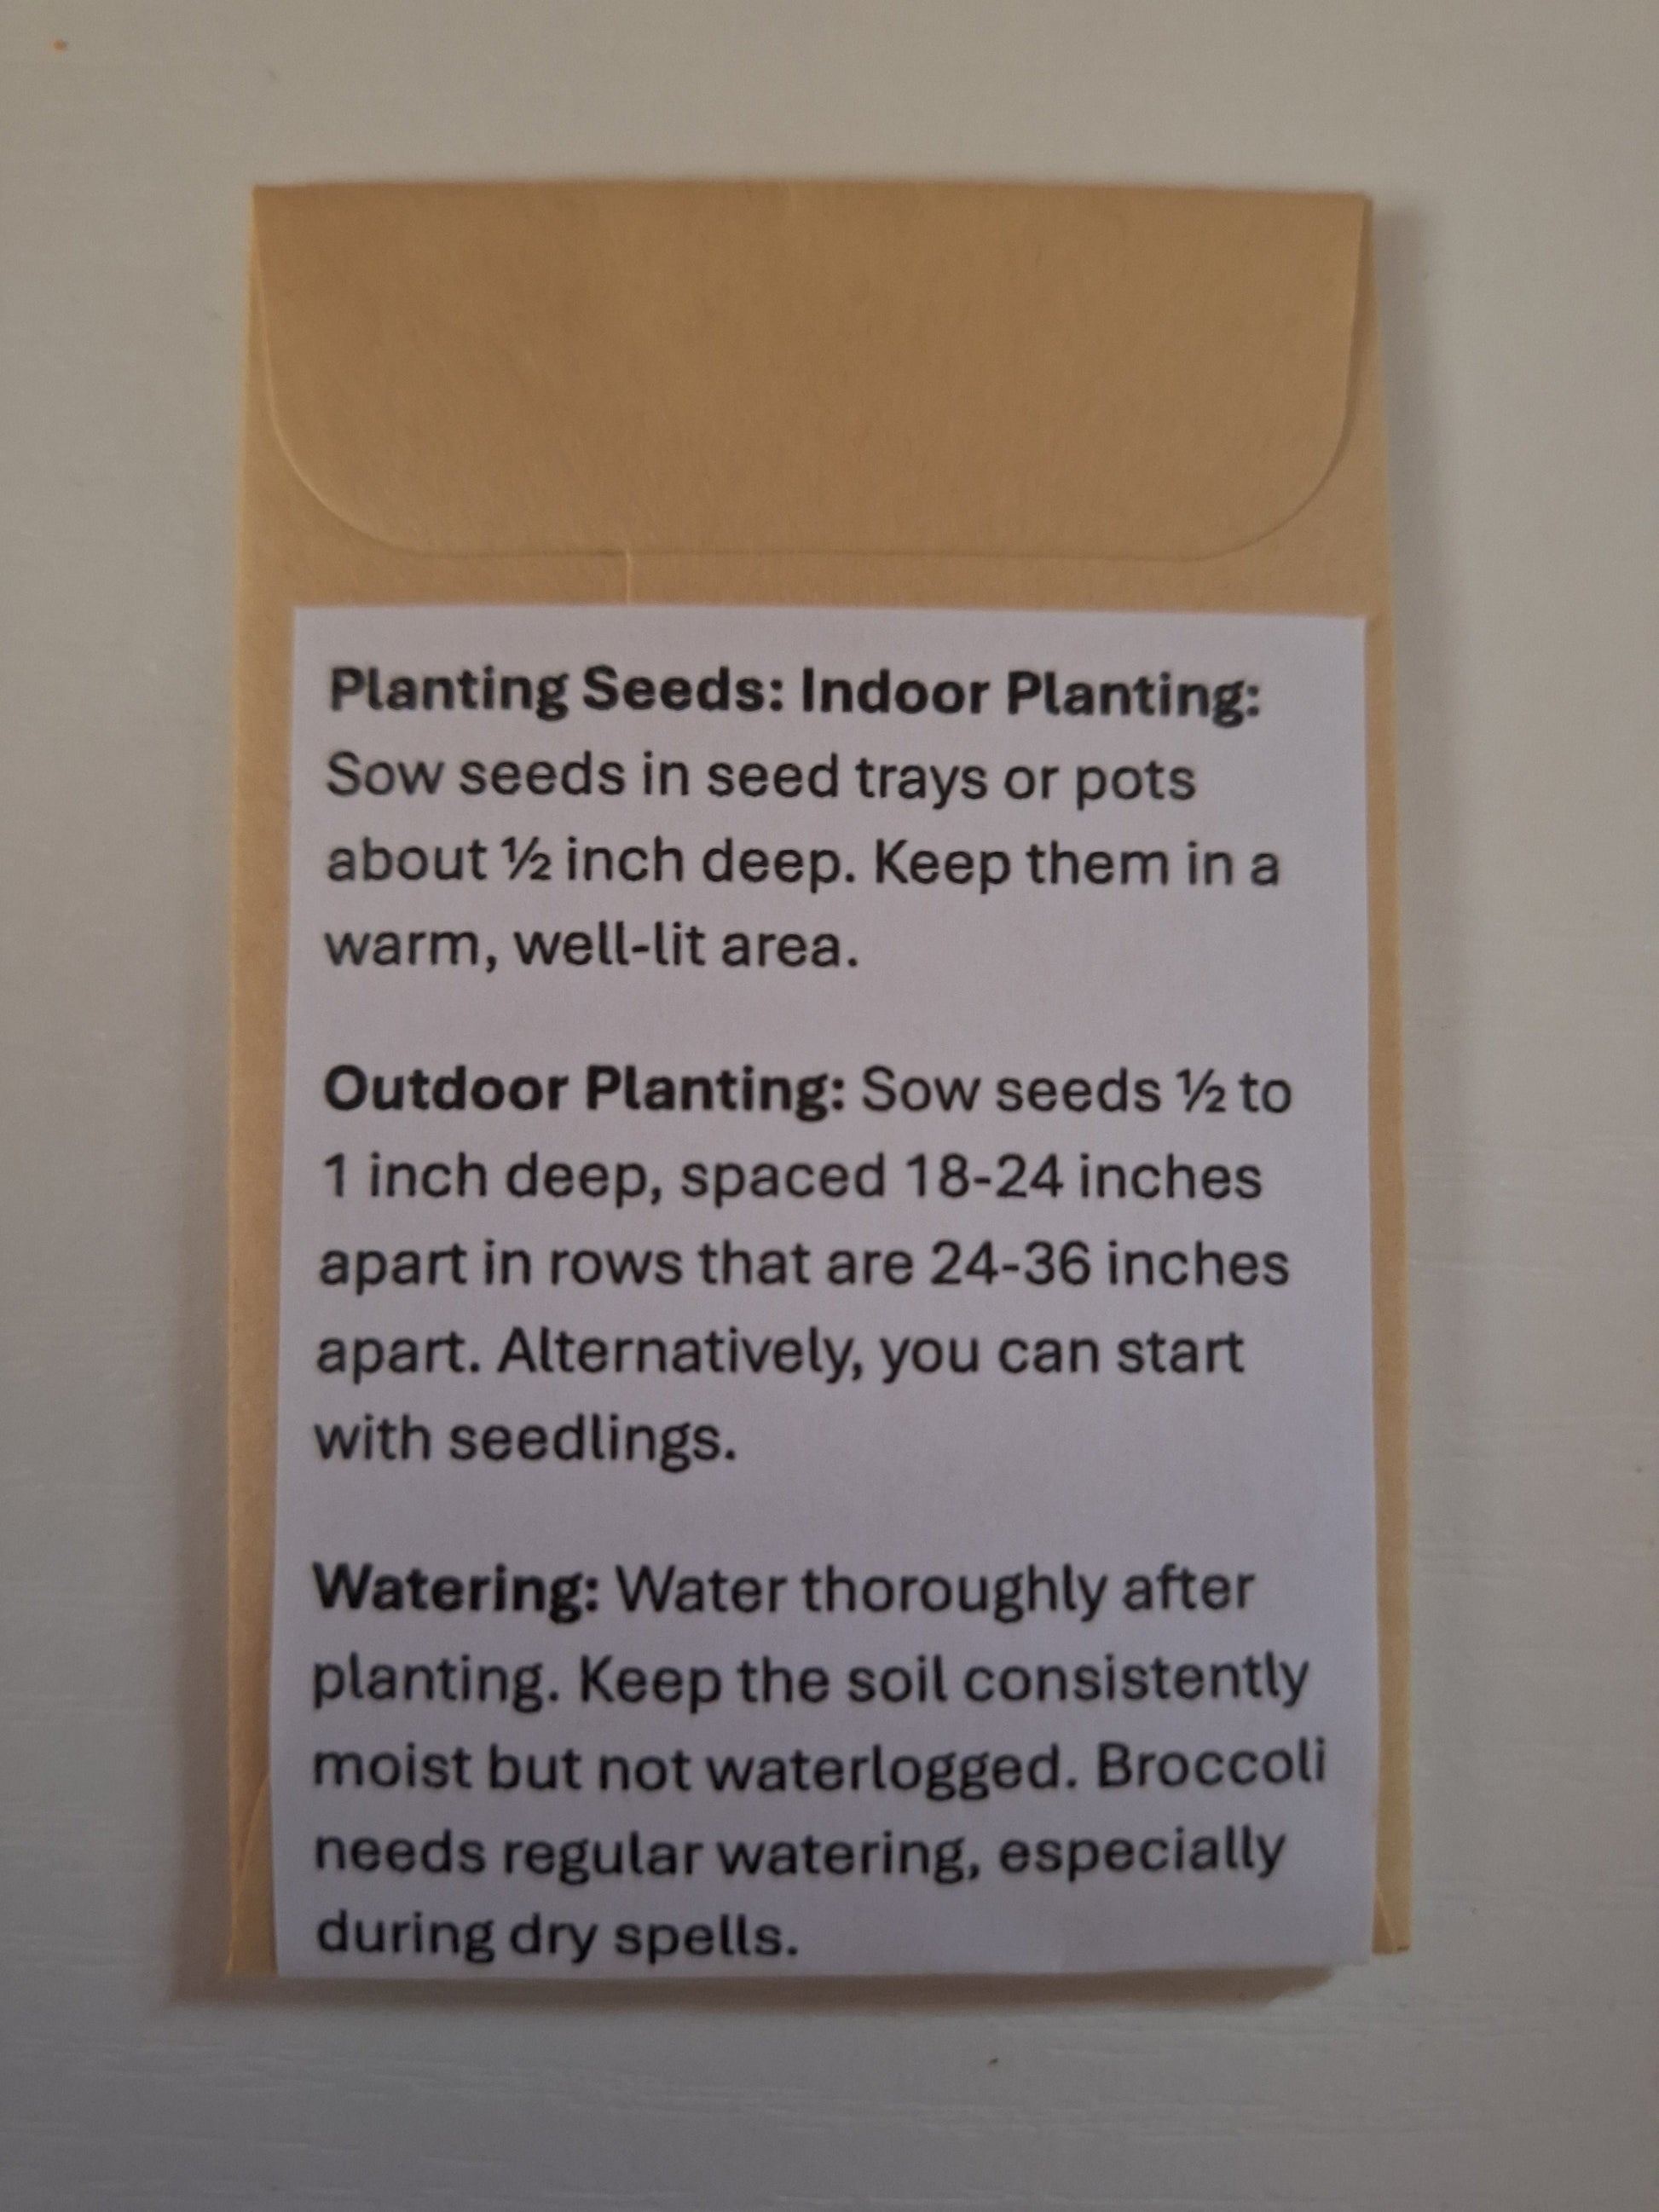 Planting Seeds: Indoor Planting:
Sow seeds in seed trays or pots
about ½ inch deep. Keep them in a
warm, well-lit area.
Outdoor Planting: Sow seeds ½ to
1 inch deep, spaced 18-24 inches
apart in rows that are 24-36 inches
apart. Alternatively, you can start
with seedlings.
Watering: Water thoroughly after
planting. Keep the soil consistently
moist but not waterlogged. Broccoli
needs regular watering, especially
during dry spells.